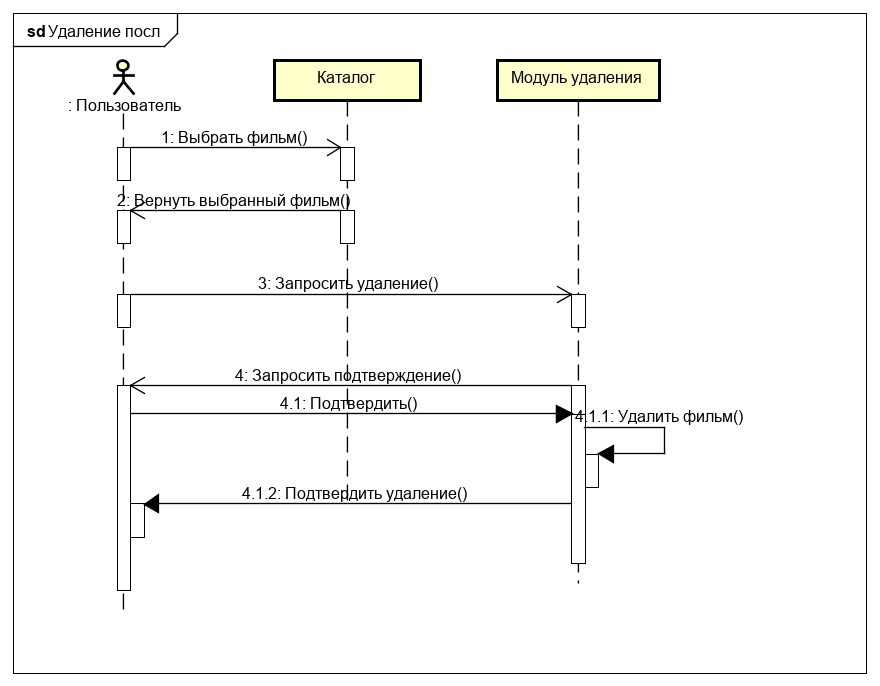 sd Удаление посл
Каталог
Модуль удаления
: Пользователь
1: Выбрать фильм()
2: Вернуть выбранный фильм()
3: Запросить удаление()
4: Запросить подтверждение()
4.1: Подтвердить()
4.1.1: Удалить фильм()
4.1.2: Подтвердить удаление()